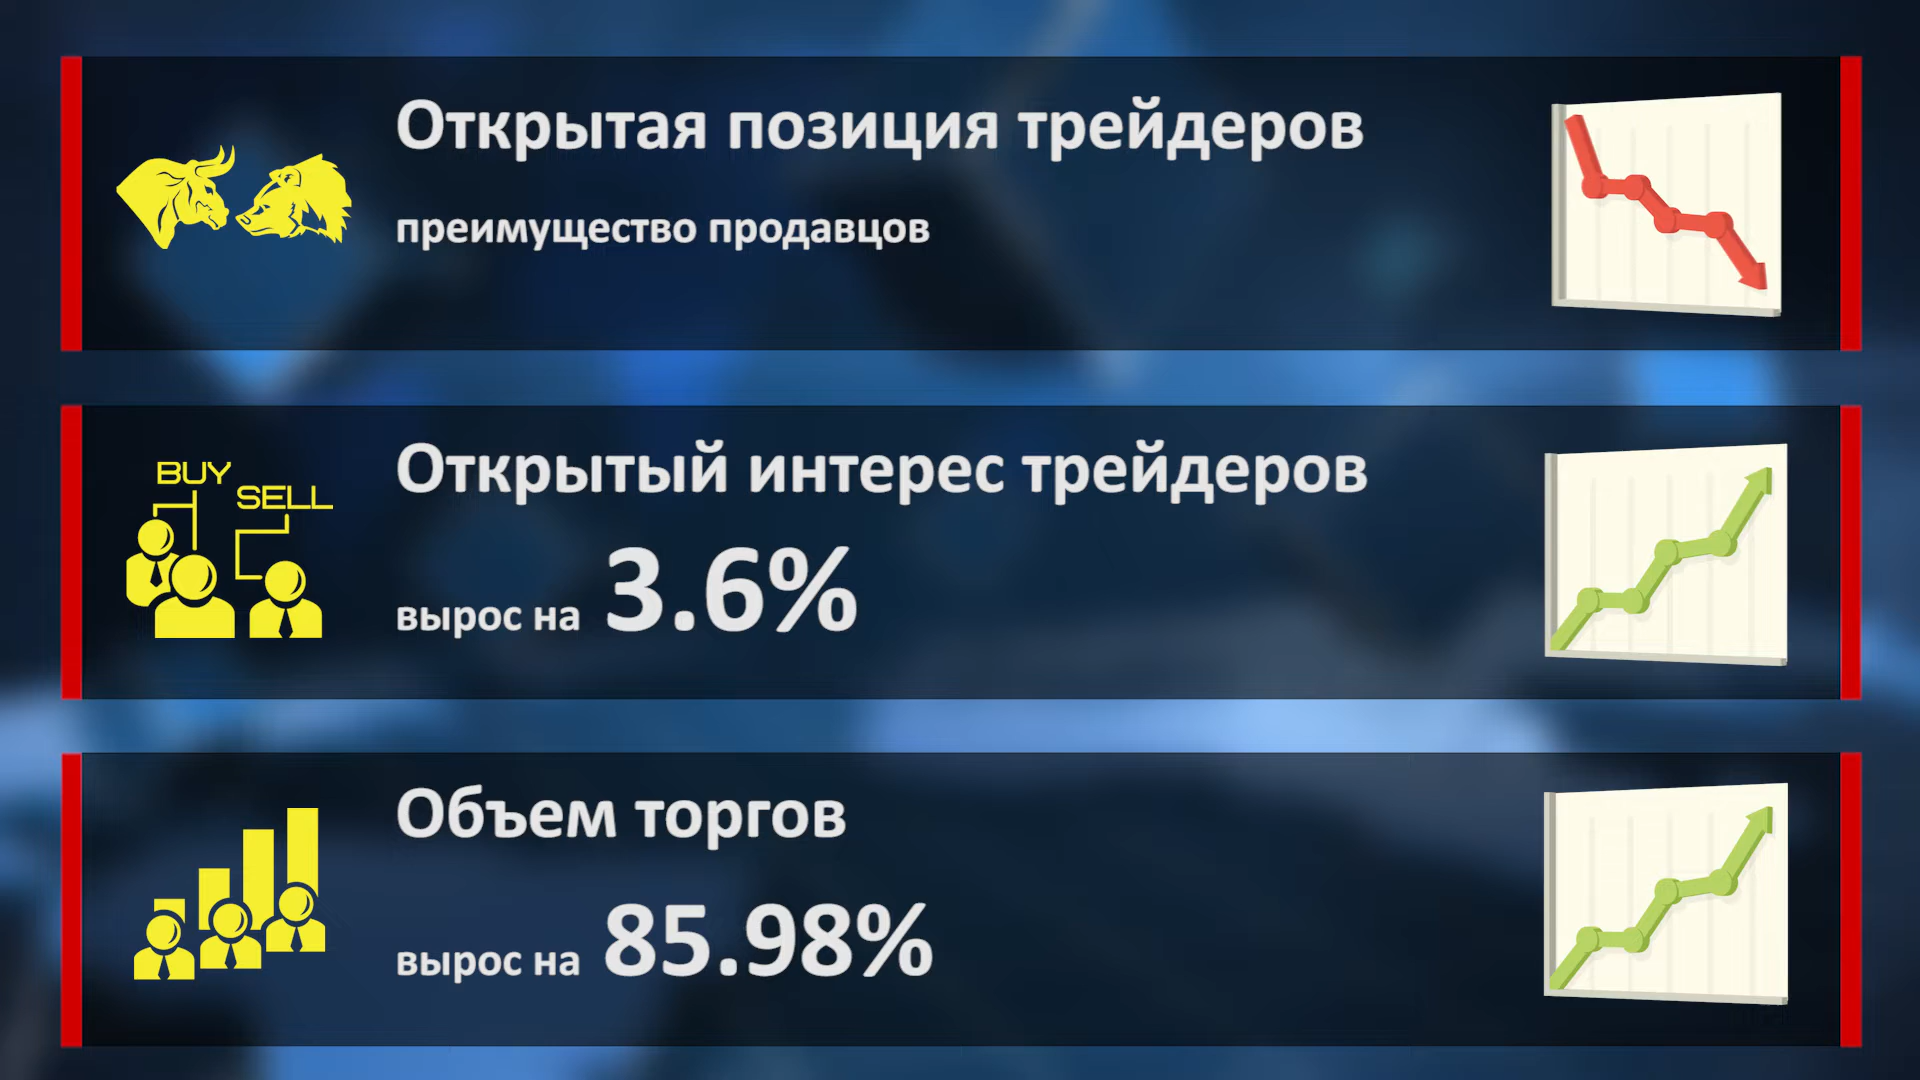 Открытая позиция трейдеров
преимущество продавцов
BUY
SELL
Открытый интерес трейдеров
вырос на 3.6%
Объем торгов
вырос на 85.98%